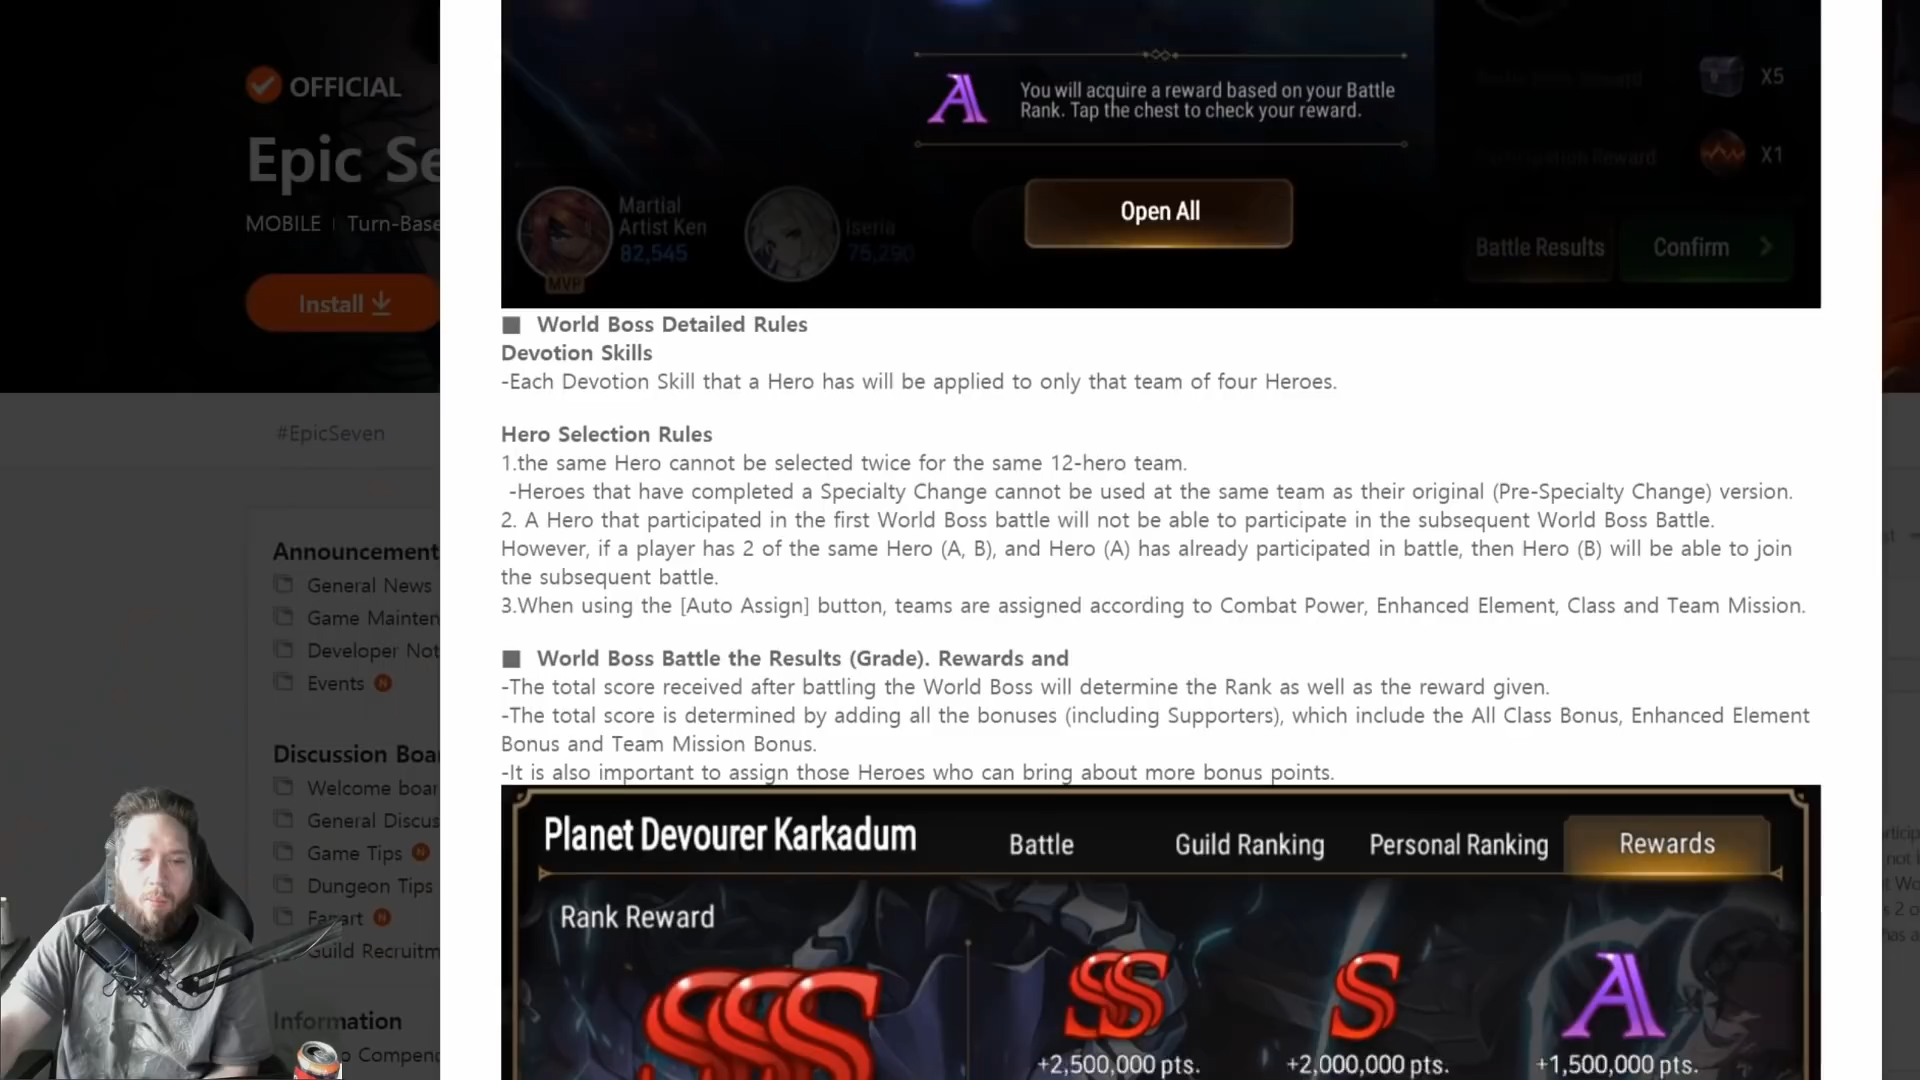 OFFICIAL
Epic Se
MOBILE | Turn-Base
Install
#EpicSeven
Announcement
General News
Game Mainten
Developer Not
Events N
Discussion Boa
Welcome boar
General Discus
Game Tips N
Dungeon Tips
Fanart N
Guild Recruitm
Information
Compen
A
You will acquire a reward based on your Battle
Rank. Tap the chest to check your reward.
X5
X1
Martial
Artist Ken
82,545
MVP
Iseria
75,290
Open All
Battle Results
Confirm
■ World Boss Detailed Rules
Devotion Skills
-Each Devotion Skill that a Hero has will be applied to only that team of four Heroes.
Hero Selection Rules
1.the same Hero cannot be selected twice for the same 12-hero team.
-Heroes that have completed a Specialty Change cannot be used at the same team as their original (Pre-Specialty Change) version.
2. A Hero that participated in the first World Boss battle will not be able to participate in the subsequent World Boss Battle.
However, if a player has 2 of the same Hero (A, B), and Hero (A) has already participated in battle, then Hero (B) will be able to join
the subsequent battle.
3.When using the [Auto Assign] button, teams are assigned according to Combat Power, Enhanced Element, Class and Team Mission.
■ World Boss Battle the Results (Grade). Rewards and
-The total score received after battling the World Boss will determine the Rank as well as the reward given.
-The total score is determined by adding all the bonuses (including Supporters), which include the All Class Bonus, Enhanced Element
Bonus and Team Mission Bonus.
-It is also important to assign those Heroes who can bring about more bonus points.
Planet Devourer Karkadum
Battle
Guild Ranking
Personal Ranking
Rewards
Rank Reward
SSS
SS
S
A
+2,500,000 pts.
+2,000,000 pts.
+1,500,000 pts.